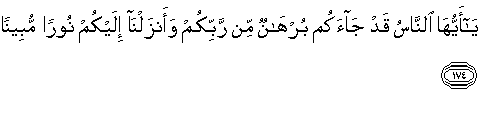 يَـٰٓأَيُّهَا ٱلنَّاسُ قَدْ جَآءَكُم بُرْهَـٰنٌ مِّن رَّبِّكُمْ وَأَنزَلْنَآ إِلَيْكُمْ نُورًا مُّبِينًا
١٧٤